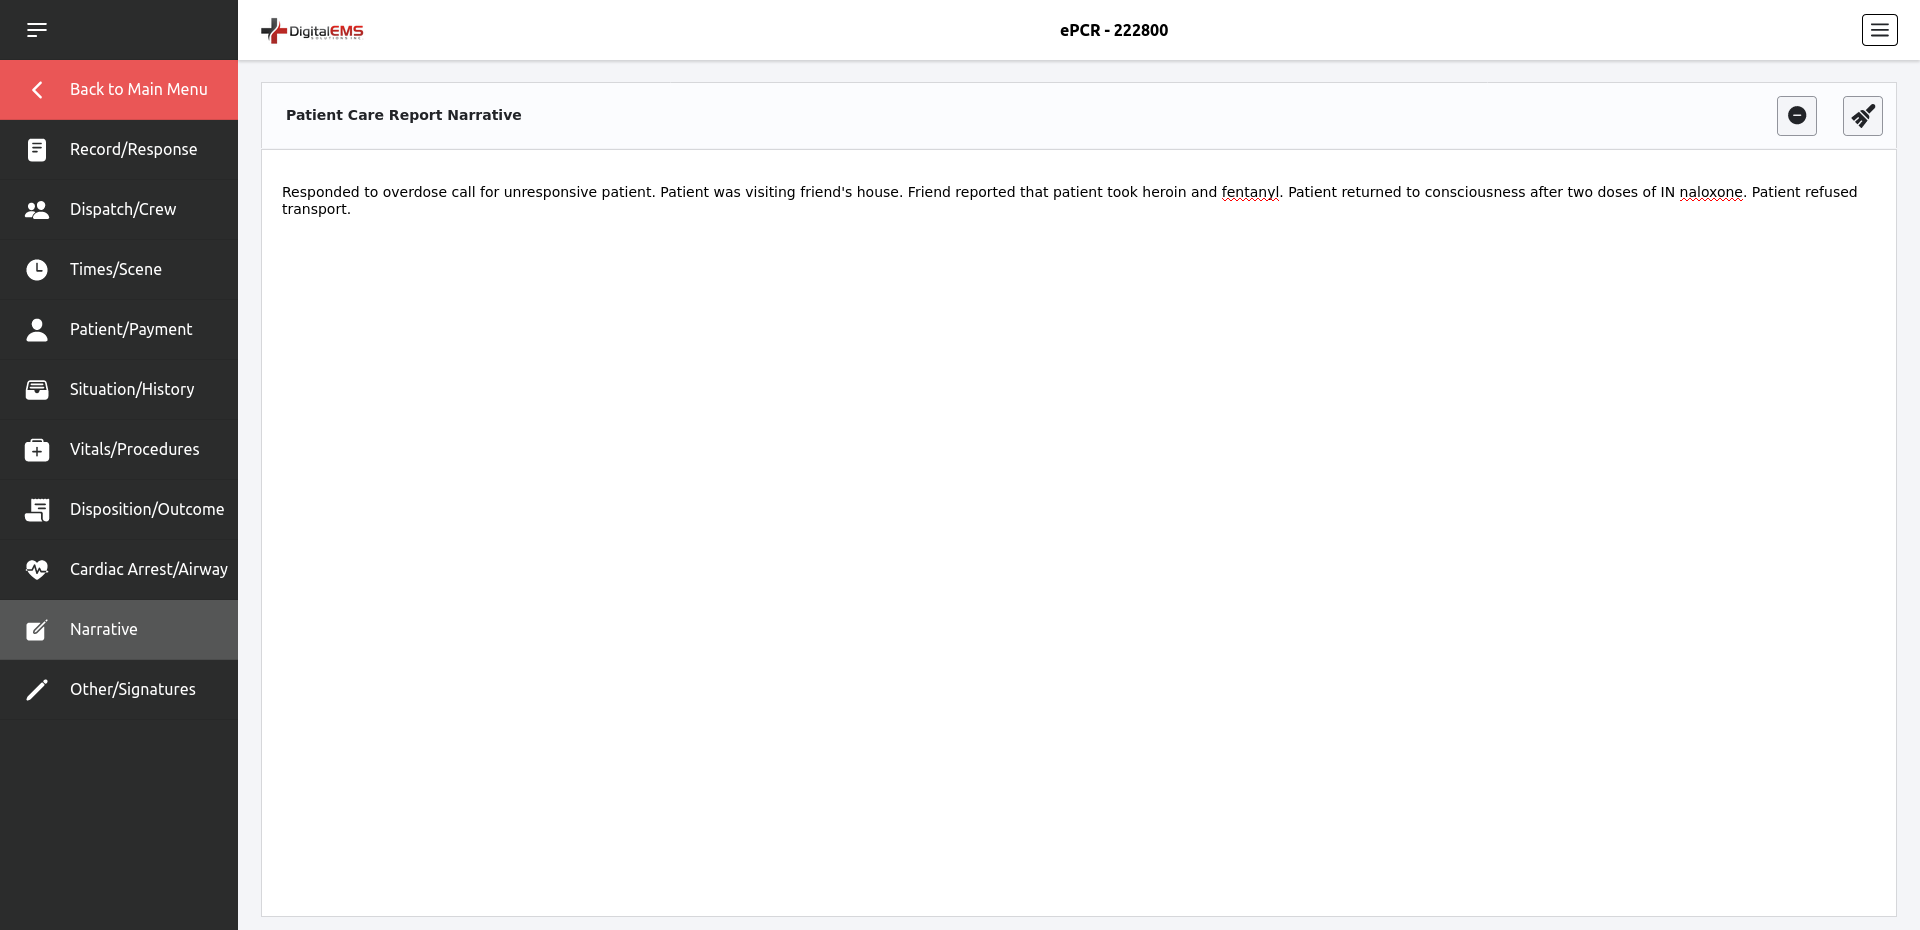 DigitalEMS
SOLUTIONS INC.
ePCR - 222800
Back to Main Menu
Record/Response
Dispatch/Crew
Times/Scene
Patient/Payment
Situation/History
Vitals/Procedures
Disposition/Outcome
Cardiac Arrest/Airway
Narrative
Other/Signatures
Patient Care Report Narrative
Responded to overdose call for unresponsive patient. Patient was visiting friend's house. Friend reported that patient took heroin and fentanyl. Patient returned to consciousness after two doses of IN naloxone. Patient refused
transport.